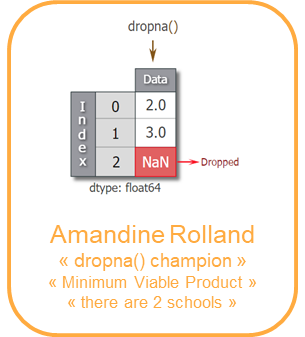 dropna()
Data
Index
0 2.0
1 3.0
2 NaN Dropped
dtype: float64
Amandine Rolland
« dropna() champion »
« Minimum Viable Product »
« there are 2 schools »